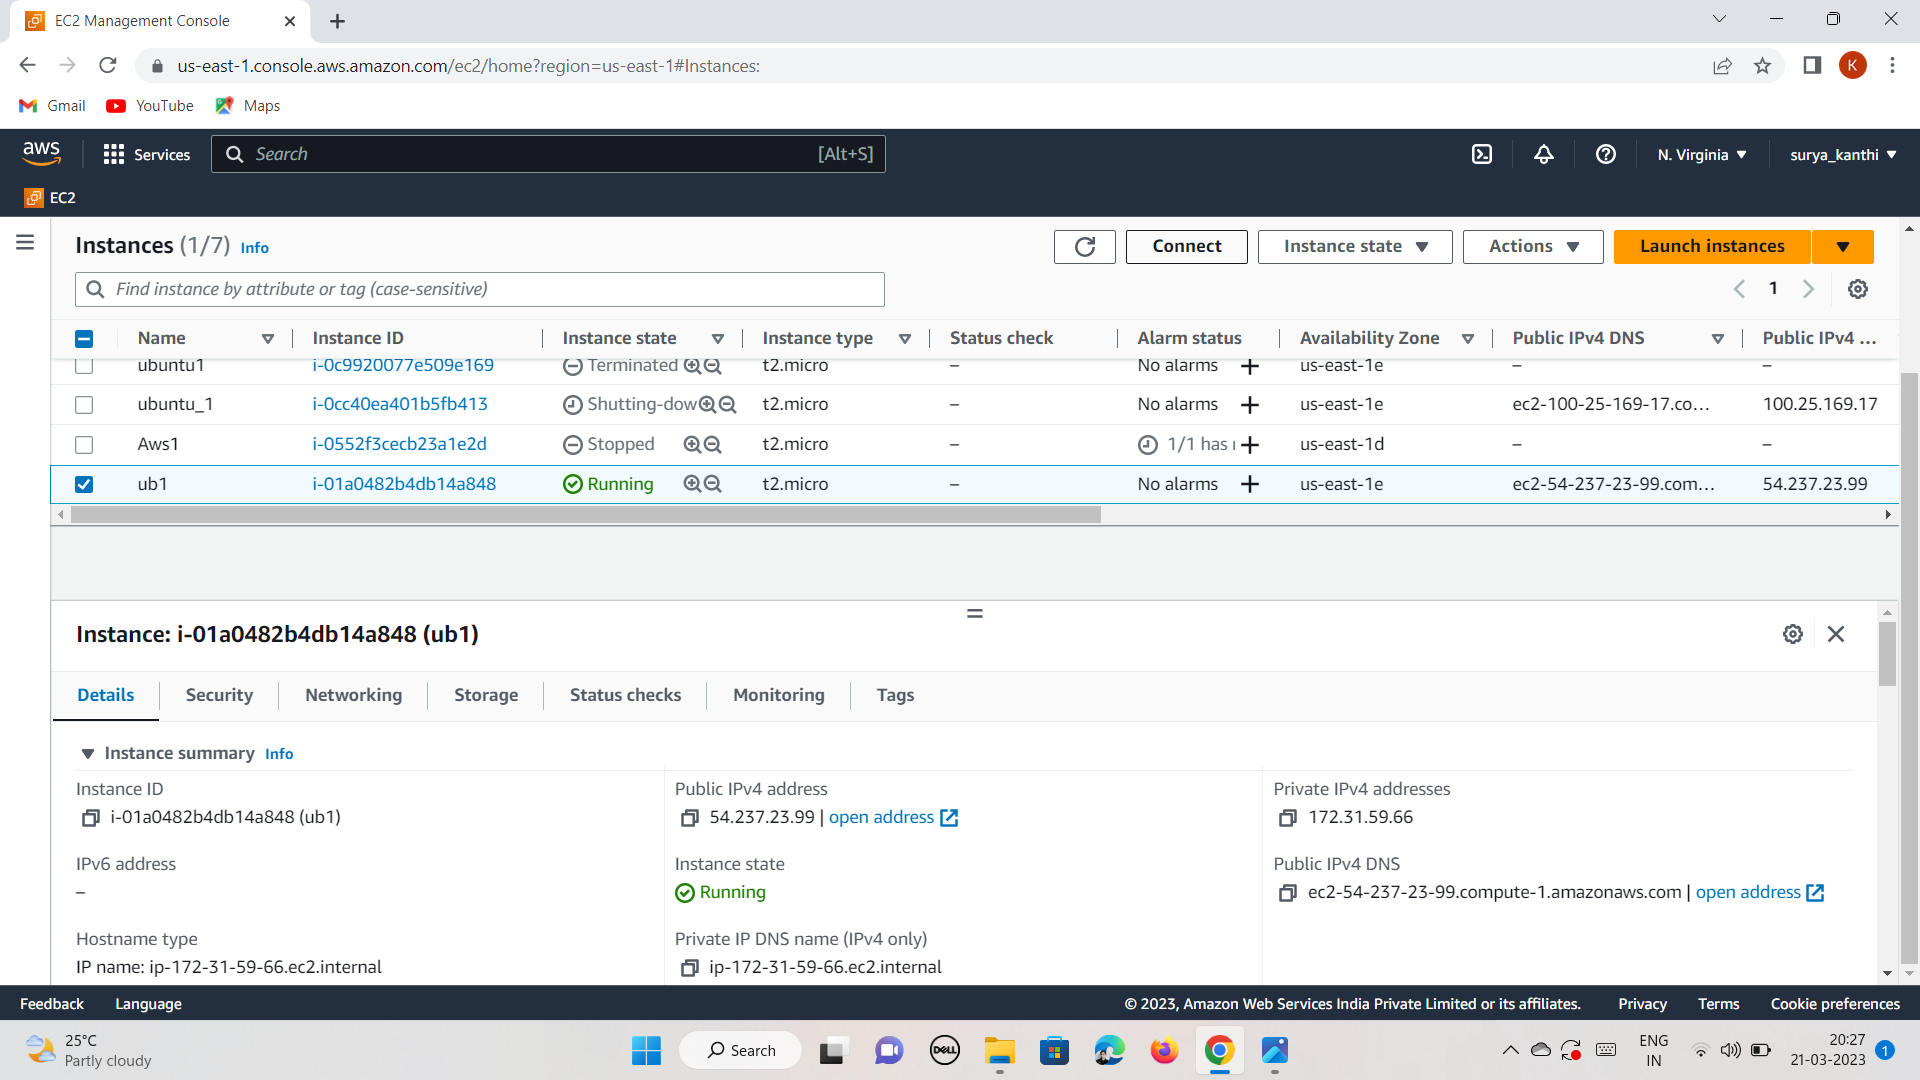 EC2 Management Console
us-east-1.console.aws.amazon.com/ec2/home?region=us-east-1#Instances:
K
Gmail YouTube Maps
aws Services Search [Alt+S] N. Virginia surya_kanthi
EC2
Instances (1/7) Info Connect Instance state Actions Launch instances
Find instance by attribute or tag (case-sensitive) 1
Name Instance ID Instance state Instance type Status check Alarm status Availability Zone Public IPv4 DNS Public IPv4 ...
ubuntu1 i-0c9920077e509e169 Terminated t2.micro – No alarms + us-east-1e – –
ubuntu_1 i-0cc40ea401b5fb413 Shutting-dow t2.micro – No alarms + us-east-1e ec2-100-25-169-17.co... 100.25.169.17
Aws1 i-0552f3cecb23a1e2d Stopped t2.micro – 1/1 has + us-east-1d – –
ub1 i-01a0482b4db14a848 Running t2.micro – No alarms + us-east-1e ec2-54-237-23-99.com... 54.237.23.99
Instance: i-01a0482b4db14a848 (ub1)
Details Security Networking Storage Status checks Monitoring Tags
Instance summary Info
Instance ID Public IPv4 address Private IPv4 addresses
i-01a0482b4db14a848 (ub1) 54.237.23.99 | open address 172.31.59.66
IPv6 address Instance state Public IPv4 DNS
– Running ec2-54-237-23-99.compute-1.amazonaws.com | open address
Hostname type Private IP DNS name (IPv4 only)
IP name: ip-172-31-59-66.ec2.internal ip-172-31-59-66.ec2.internal
Feedback Language © 2023, Amazon Web Services India Private Limited or its affiliates. Privacy Terms Cookie preferences
25°C
Partly cloudy
Search
DELL
ENG
IN
20:27
21-03-2023
1